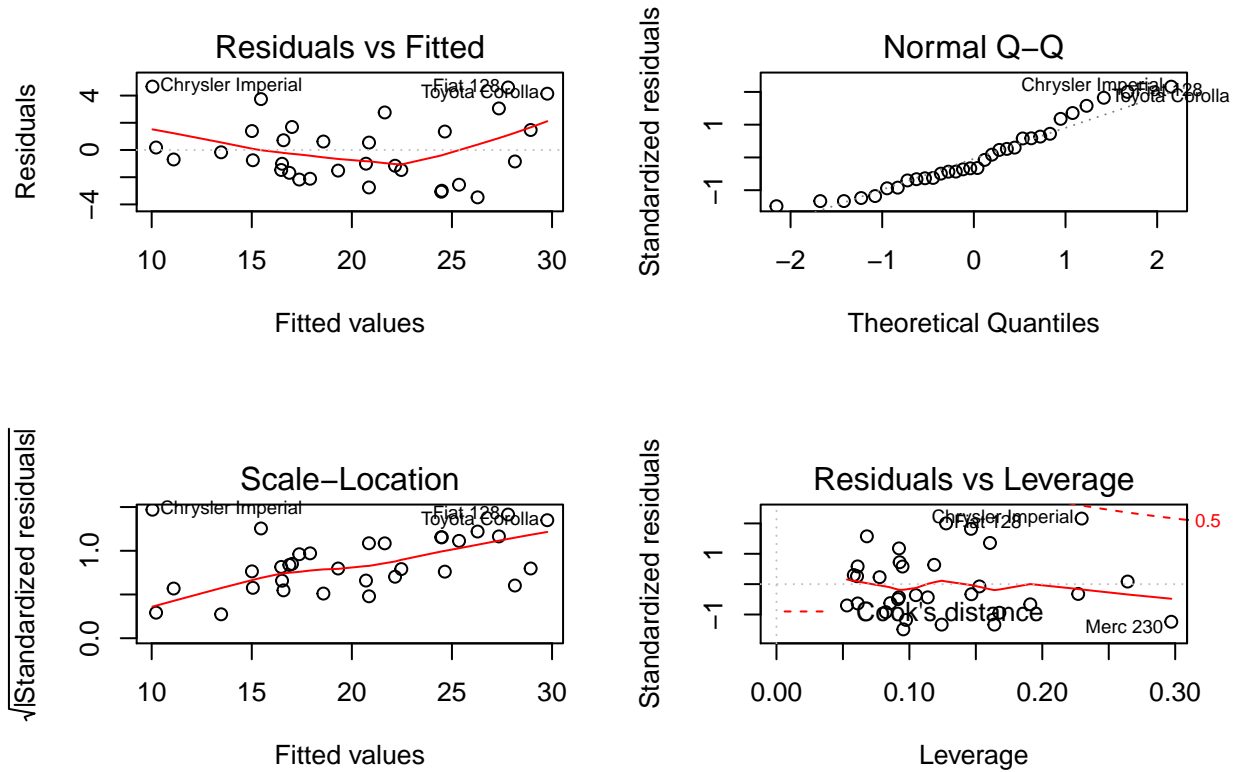 Residuals vs Fitted
Residuals
4
0
−4
Chrysler Imperial
Fiat 128
Toyota Corolla
10 15 20 25 30
Fitted values
Normal Q−Q
Standardized residuals
1
−1
Chrysler Imperial
Fiat 128
Toyota Corolla
−2 −1 0 1 2
Theoretical Quantiles
Scale−Location
√|Standardized residuals|
1.0
0.0
Chrysler Imperial
Fiat 128
Toyota Corolla
10 15 20 25 30
Fitted values
Residuals vs Leverage
Standardized residuals
1
−1
Chrysler Imperial
Fiat 128
0.5
Cook's distance
Merc 230
0.00 0.10 0.20 0.30
Leverage